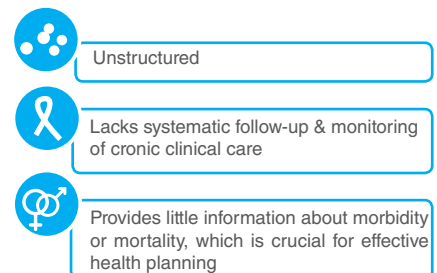 Unstructured
Lacks systematic follow-up & monitoring
of cronic clinical care
Provides little information about morbidity
or mortality, which is crucial for effective
health planning